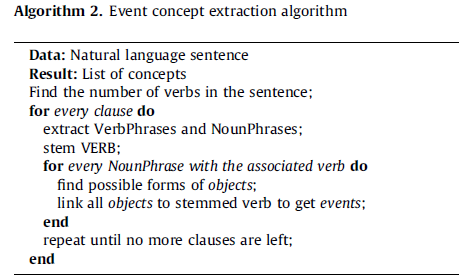 Algorithm 2. Event concept extraction algorithm
Data: Natural language sentence
Result: List of concepts
Find the number of verbs in the sentence;
for every clause do
extract VerbPhrases and NounPhrases;
stem VERB;
for every NounPhrase with the associated verb do
find possible forms of objects;
link all objects to stemmed verb to get events;
end
repeat until no more clauses are left;
end